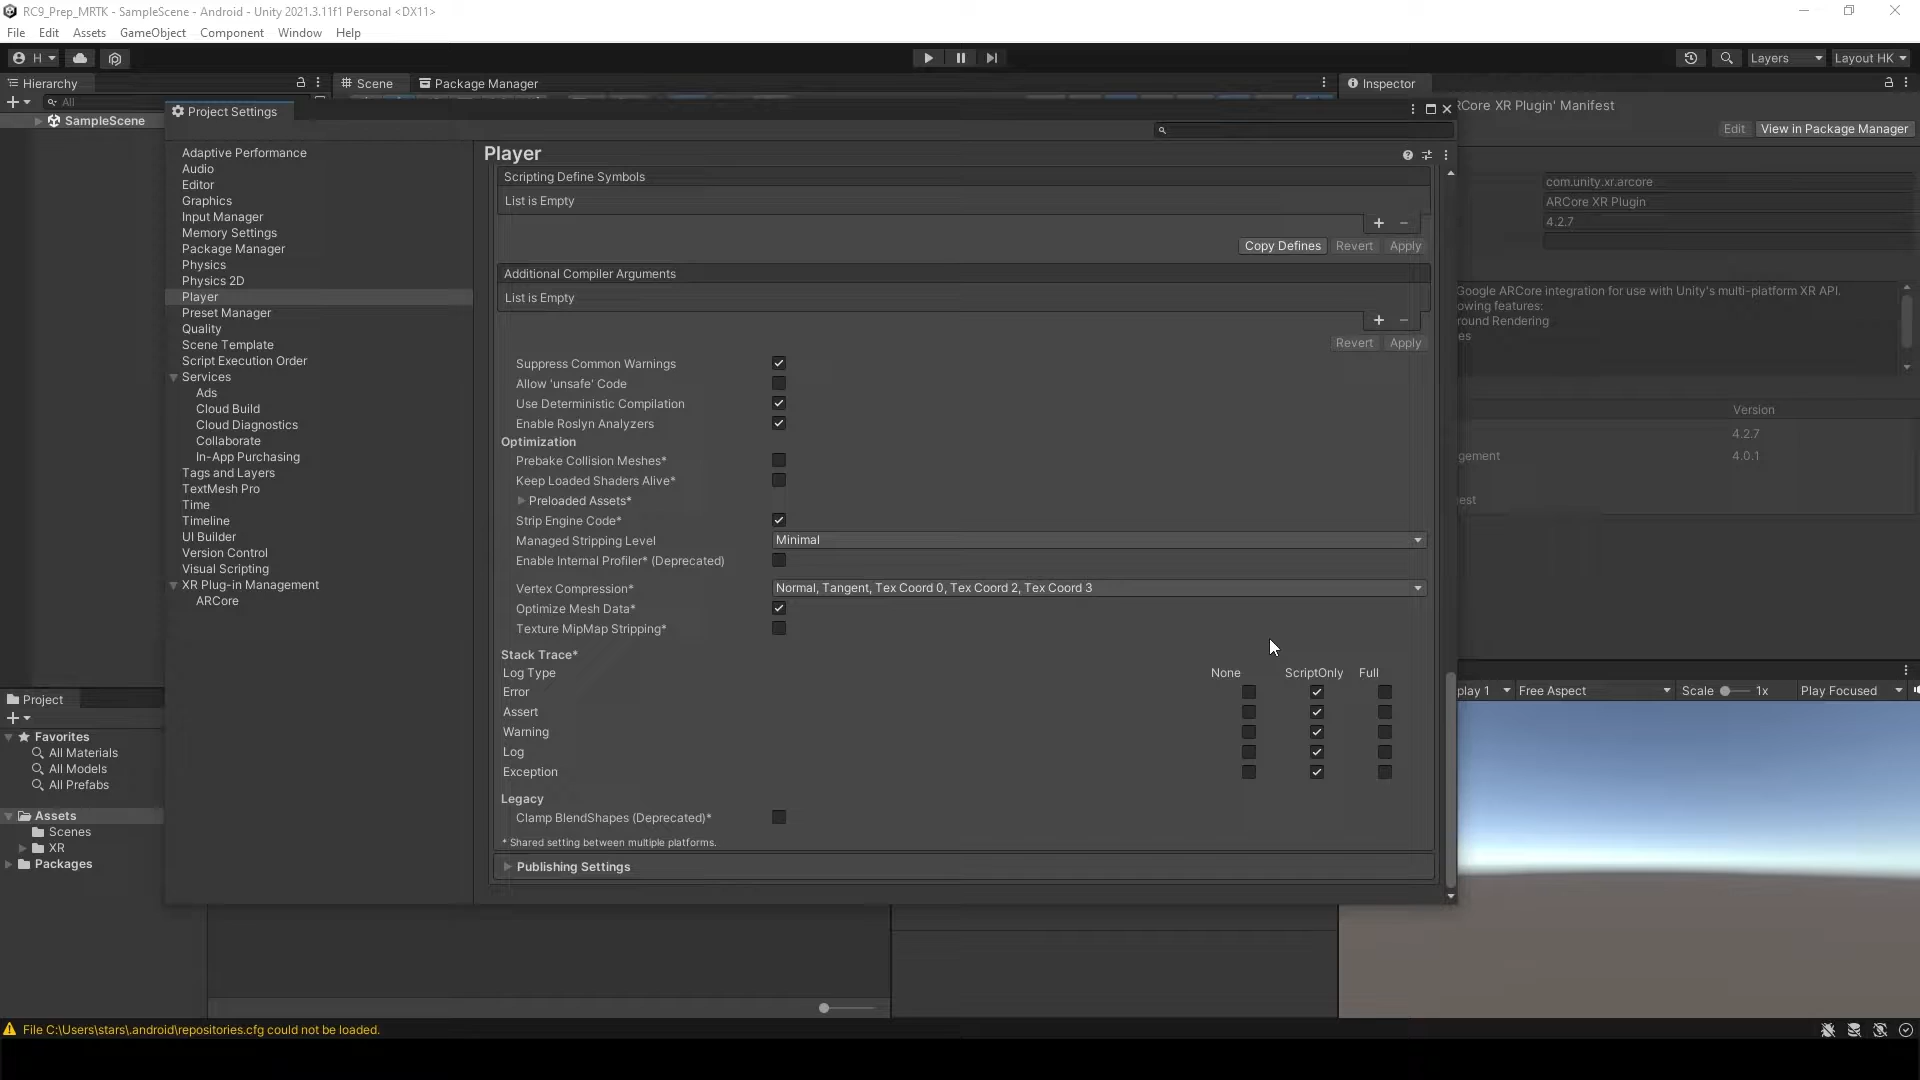 RC9_Prep_MRTK - SampleScene - Android - Unity 2021.3.11f1 Personal <DX11>
File Edit Assets GameObject Component Window Help
H Layers Layout HK
Hierarchy Scene Package Manager Inspector
All
Project Settings
RCore XR Plugin' Manifest
SampleScene
Edit View in Package Manager
Player
Adaptive Performance
Audio
Editor
Graphics
Input Manager
Memory Settings
Package Manager
Physics
Physics 2D
Player
Preset Manager
Quality
Scene Template
Script Execution Order
Services
Ads
Cloud Build
Cloud Diagnostics
Collaborate
In-App Purchasing
Tags and Layers
TextMesh Pro
Time
Timeline
UI Builder
Version Control
Visual Scripting
XR Plug-in Management
ARCore
Scripting Define Symbols
List is Empty
+ −
Copy Defines Revert Apply
Additional Compiler Arguments
List is Empty
+ −
Revert Apply
Suppress Common Warnings
Allow 'unsafe' Code
Use Deterministic Compilation
Enable Roslyn Analyzers
Optimization
Prebake Collision Meshes*
Keep Loaded Shaders Alive*
Preloaded Assets*
Strip Engine Code*
Managed Stripping Level Minimal
Enable Internal Profiler* (Deprecated)
Vertex Compression* Normal, Tangent, Tex Coord 0, Tex Coord 2, Tex Coord 3
Optimize Mesh Data*
Texture MipMap Stripping*
Stack Trace*
Log Type None ScriptOnly Full
Error
Assert
Warning
Log
Exception
Legacy
Clamp BlendShapes (Deprecated)*
* Shared setting between multiple platforms.
Publishing Settings
com.unity.xr.arcore
ARCore XR Plugin
4.2.7
Google ARCore integration for use with Unity's multi-platform XR API.
owing features:
round Rendering
es
Version
4.2.7
gement 4.0.1
est
play 1 Free Aspect Scale 1x Play Focused
Project
Favorites
All Materials
All Models
All Prefabs
Assets
Scenes
XR
Packages
File C:\Users\stars\.android\repositories.cfg could not be loaded.